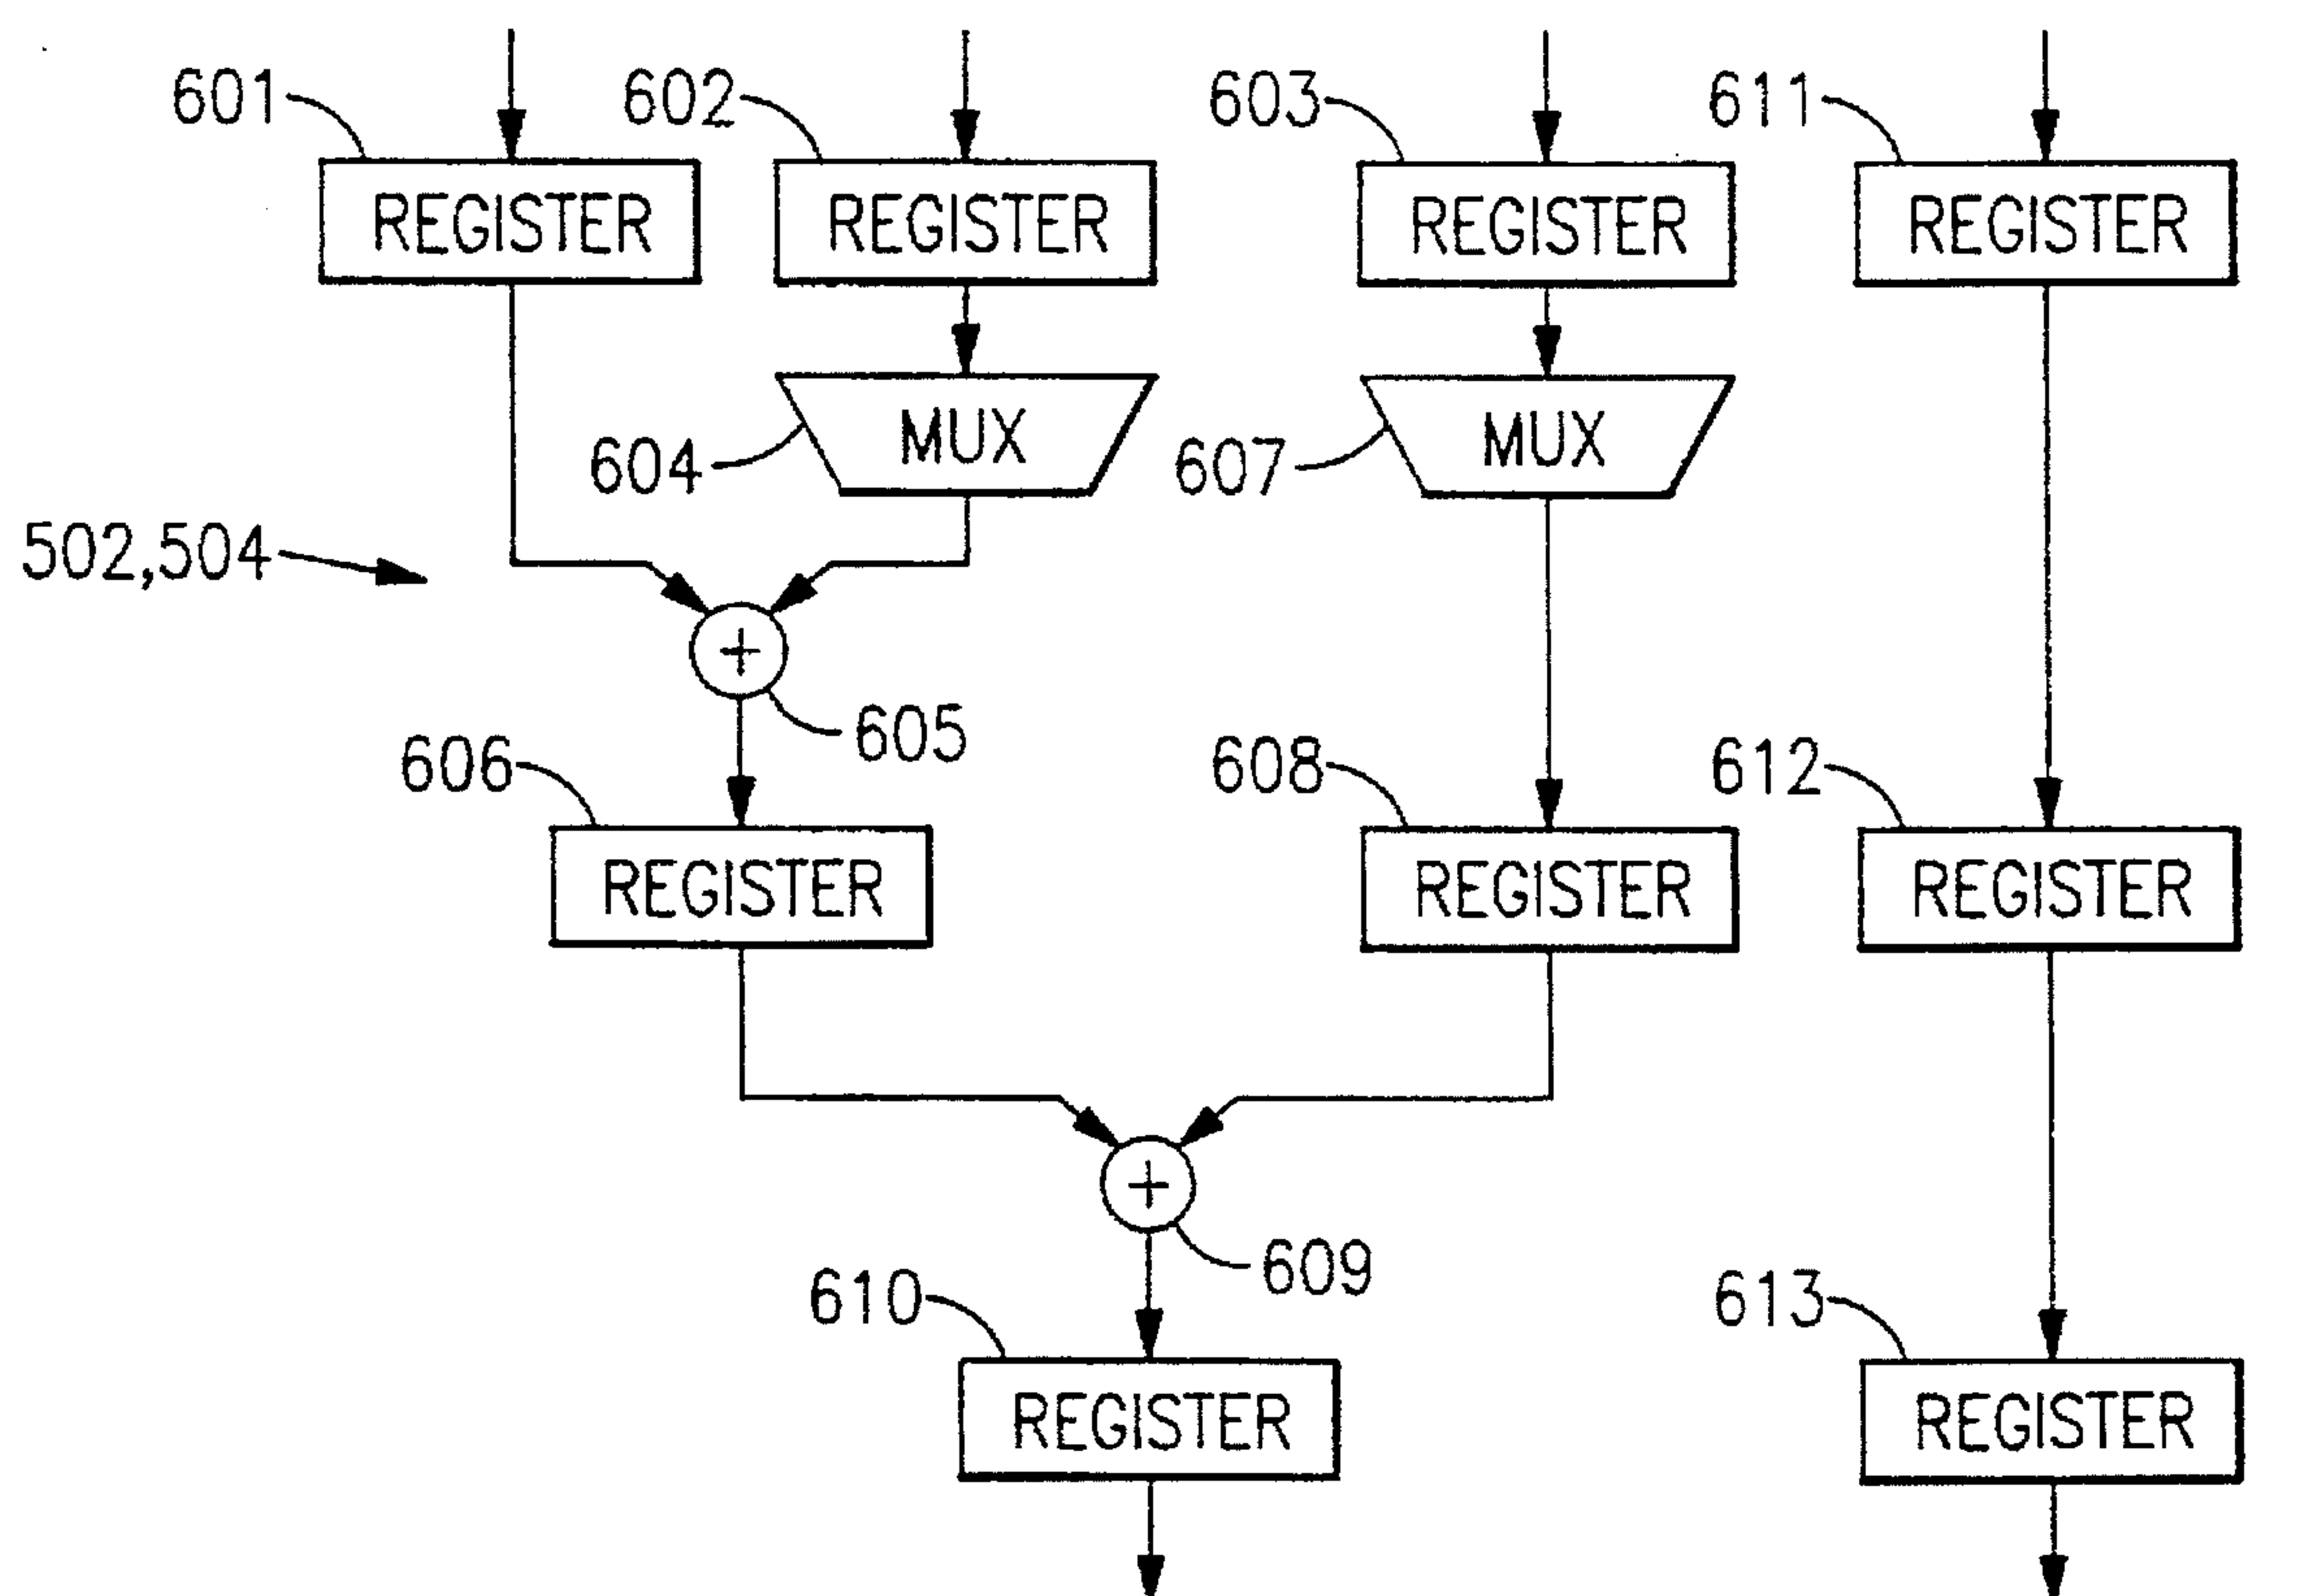 601 602 603 611
REGISTER REGISTER REGISTER REGISTER
604 MUX 607 MUX
502,504
+
605
606 608 612
REGISTER REGISTER REGISTER
+
609
610 613
REGISTER REGISTER